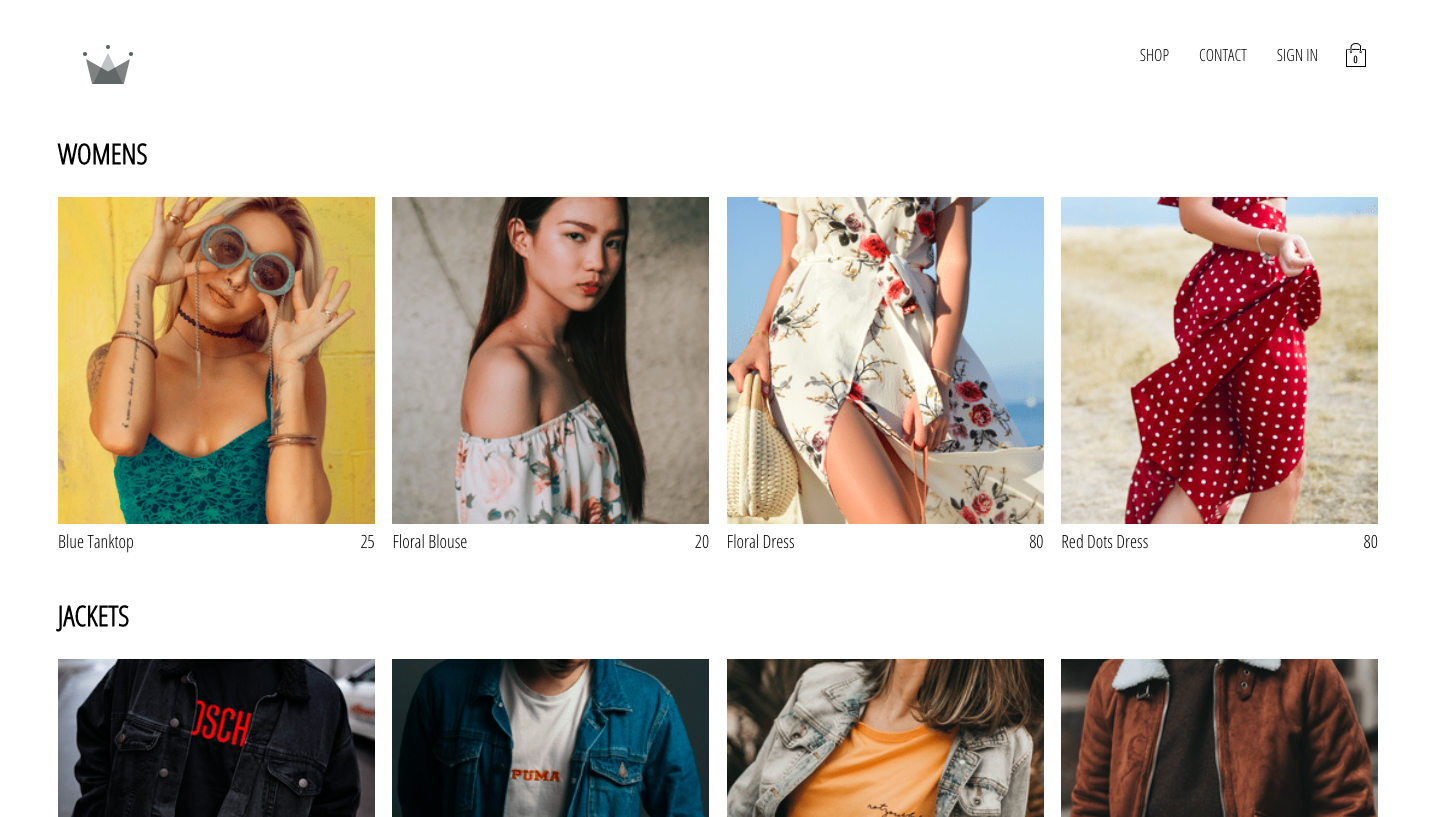 SHOP CONTACT SIGN IN 0
WOMENS
Blue Tanktop 25
Floral Blouse 20
Floral Dress 80
Red Dots Dress 80
JACKETS
OSCH
PUMA